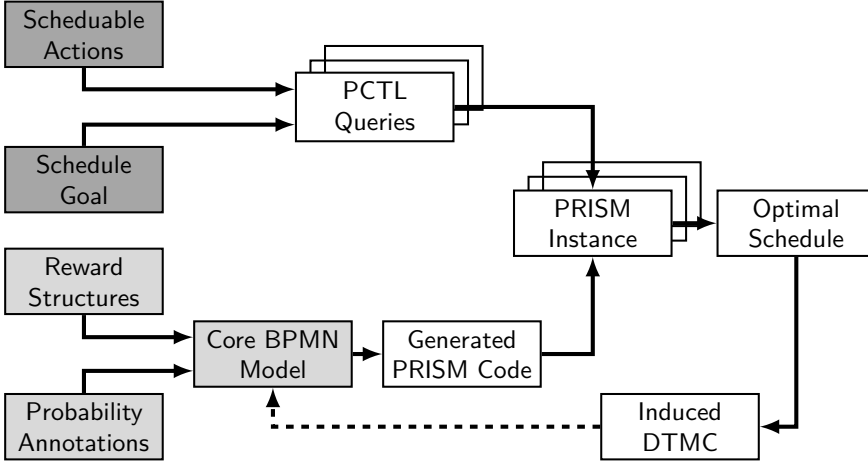 Scheduable
Actions
PCTL
Queries
Schedule
Goal
PRISM
Instance
Optimal
Schedule
Reward
Structures
Core BPMN
Model
Generated
PRISM Code
Probability
Annotations
Induced
DTMC